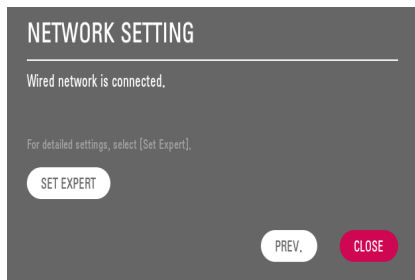 NETWORK SETTING
Wired network is connected.
For detailed settings, select [Set Expert].
SET EXPERT
PREV.
CLOSE